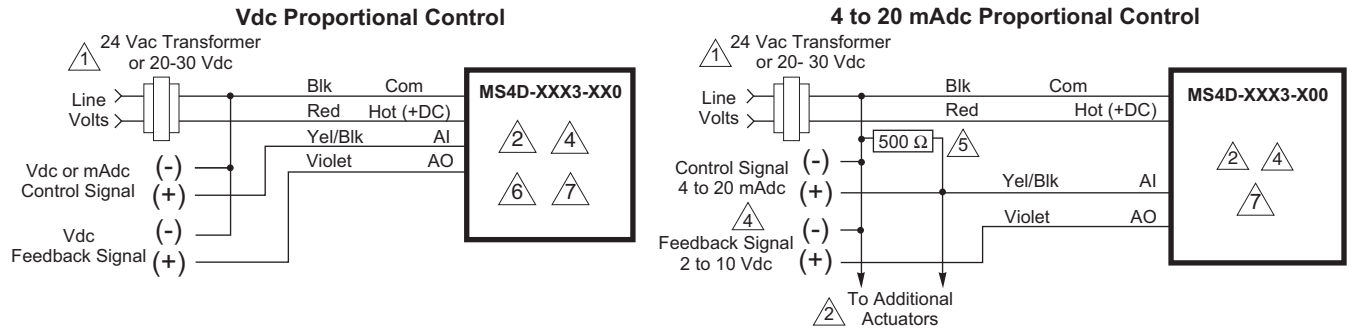 Vdc Proportional Control
1
24 Vac Transformer
or 20-30 Vdc
Line
Volts
Blk Com
Red Hot (+DC)
Yel/Blk AI
Violet AO
Vdc or mAdc
Control Signal
(-)
(+)
Vdc
Feedback Signal
(-)
(+)
MS4D-XXX3-XX0
2 4
6 7
4 to 20 mAdc Proportional Control
1
24 Vac Transformer
or 20- 30 Vdc
Line
Volts
Blk Com
Red Hot (+DC)
500 Ω 5
Control Signal
4 to 20 mAdc
(-)
(+)
Yel/Blk AI
4
Violet AO
Feedback Signal
2 to 10 Vdc
(-)
(+)
2
To Additional
Actuators
MS4D-XXX3-X00
2 4
7